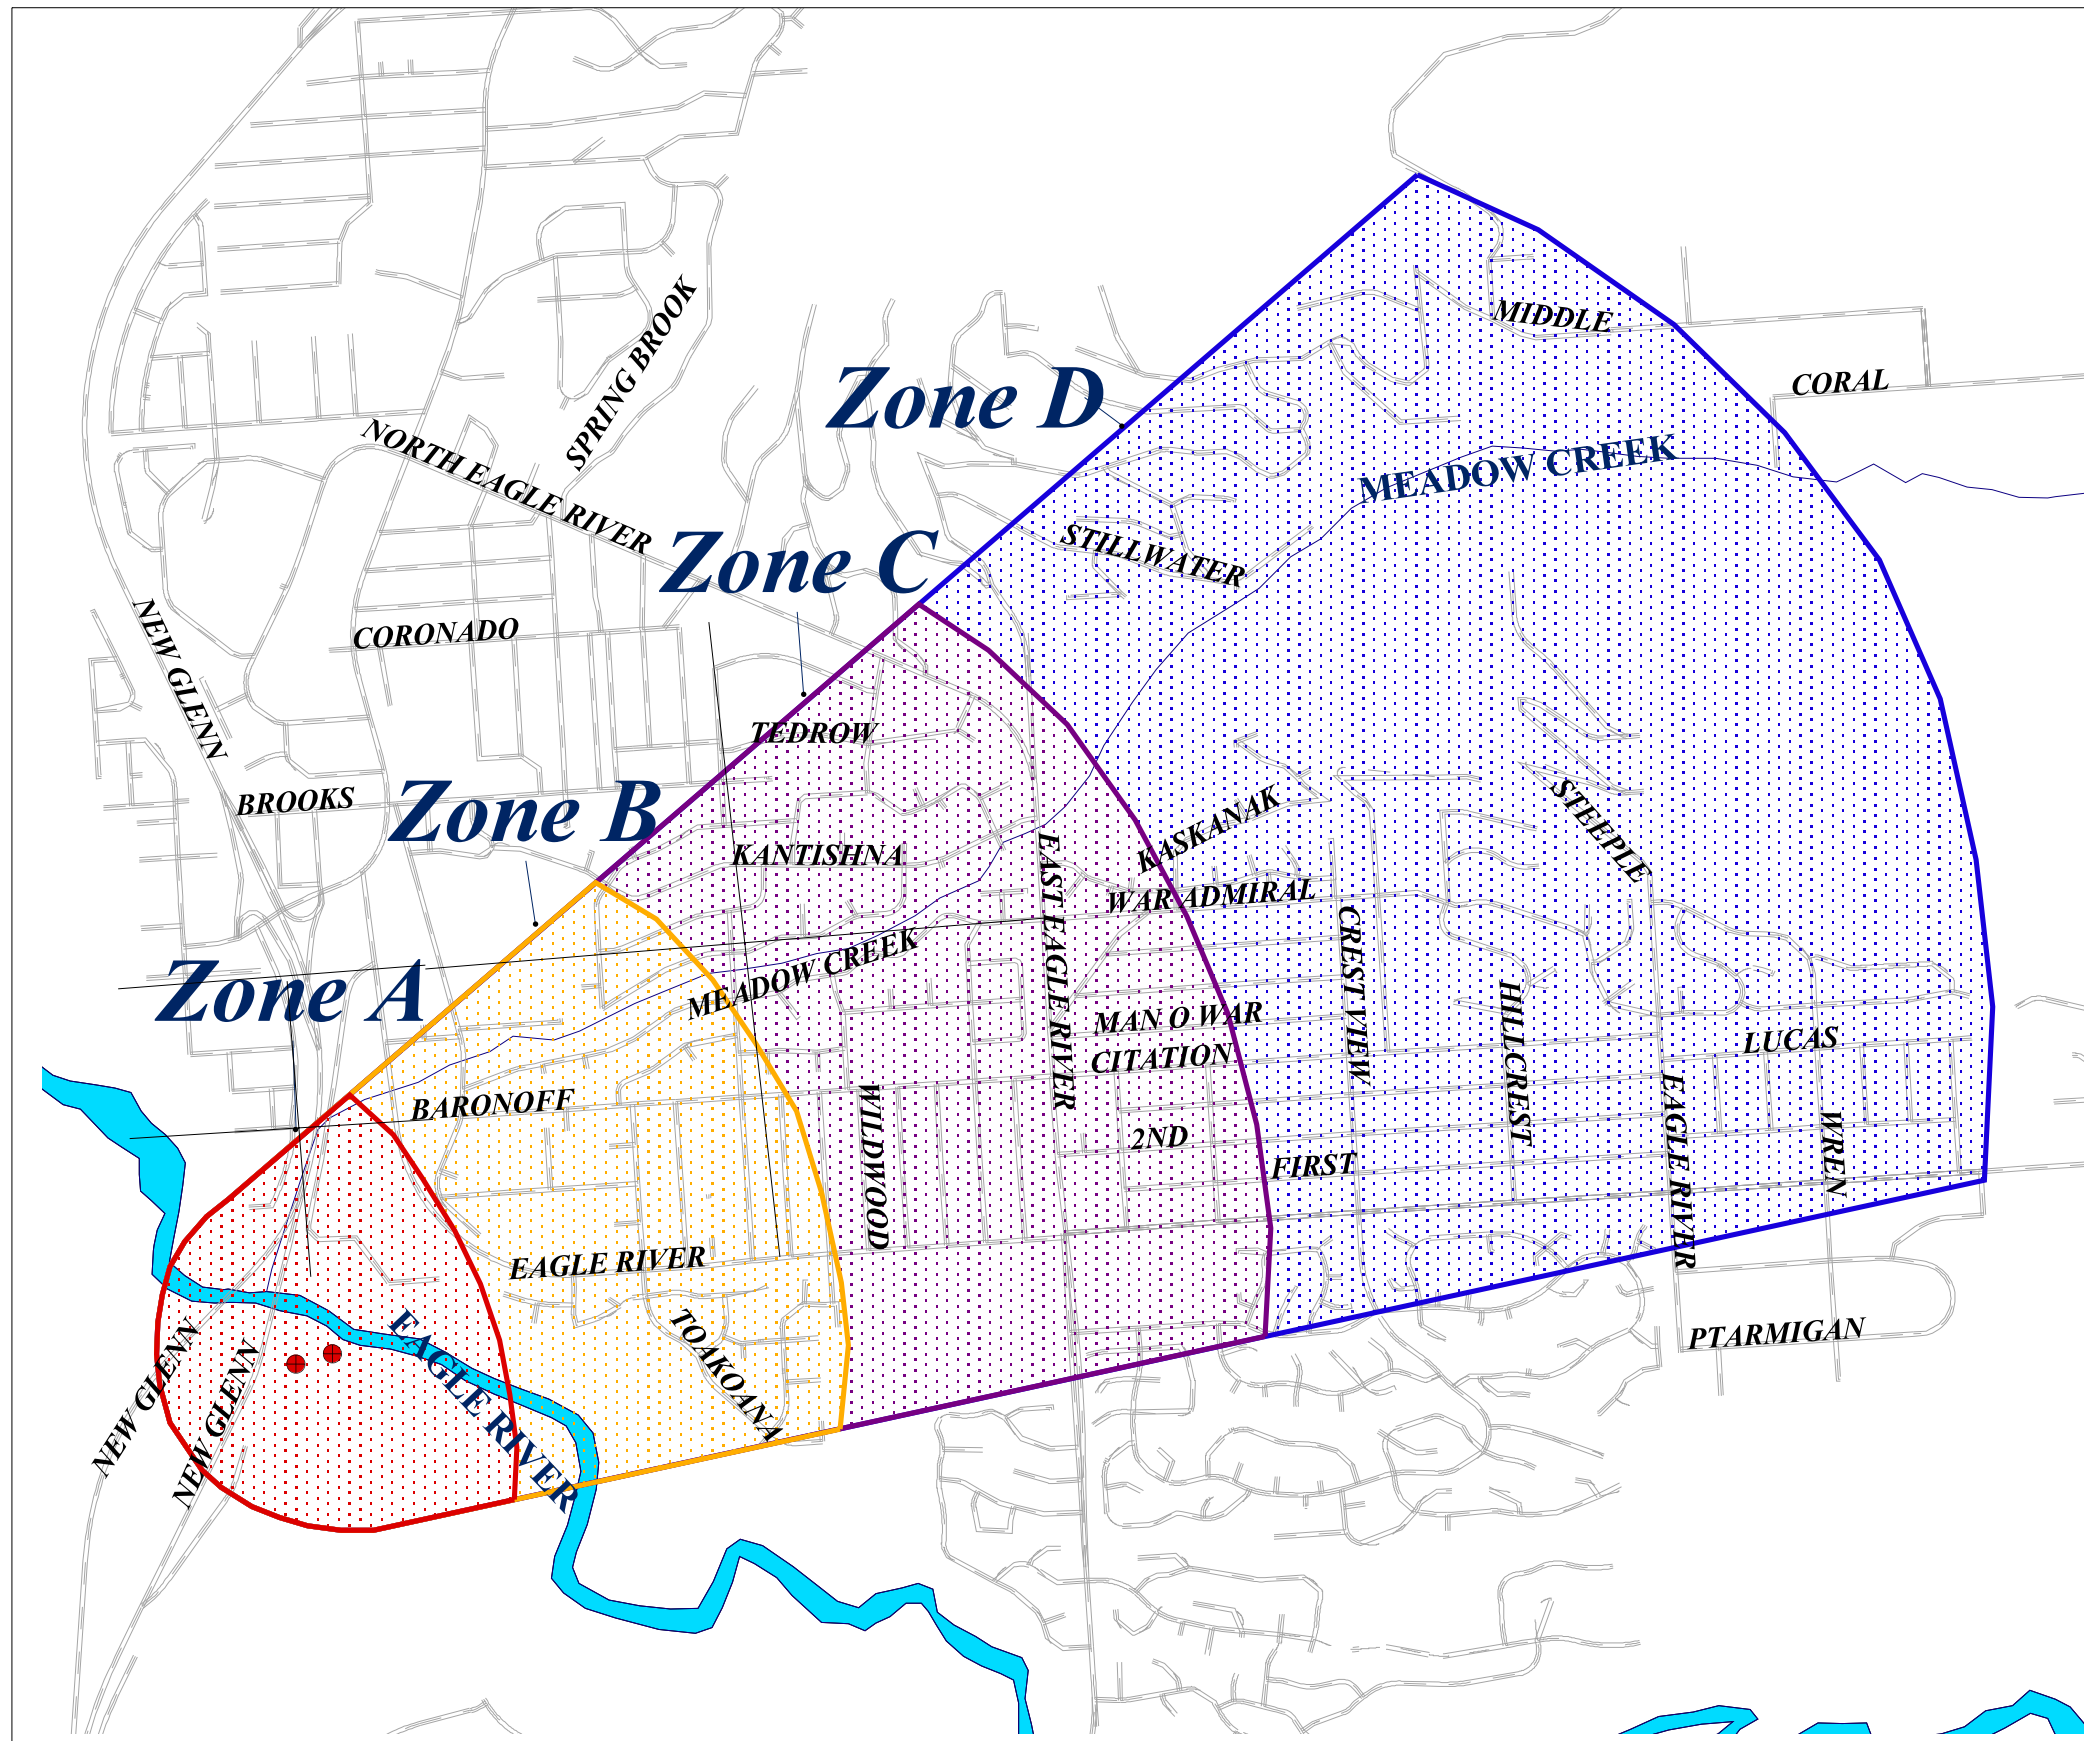 MIDDLE
SPRING BROOK
Zone D
CORAL
NORTH EAGLE RIVER
MEADOW CREEK
Zone C
STILLWATER
NEW GLENN
CORONADO
TEDROW
BROOKS
Zone B
KASKANAK
STEEPLE
KANTISHNA
EAST EAGLE RIVER
WAR ADMIRAL
CREST VIEW
Zone A
MEADOW CREEK
HILLCREST
MAN O WAR
CITATION
LUCAS
BARONOFF
WILDWOOD
2ND
FIRST
EAGLE RIVER
WREN
EAGLE RIVER
TOAKOANA
PTARMIGAN
NEW GLENN
NEW GLENN
EAGLE RIVER